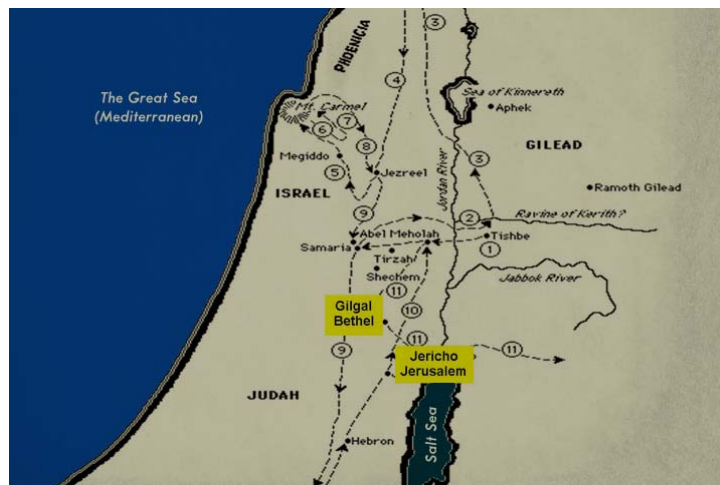 PHOENICIA
3
4
The Great Sea
(Mediterranean)
Mt. Carmel
Sea of Kinnereth
Aphek
7
6
8
GILEAD
Megiddo
3
5
Jezreel
Jordan River
Ramoth Gilead
ISRAEL
9
2
Ravine of Kerith?
Abel Meholah
Tishbe
Samaria
1
Tirzah
Shechem
Jabbok River
11
10
Gilgal
Bethel
11
9
Jericho
Jerusalem
11
JUDAH
Salt Sea
Hebron